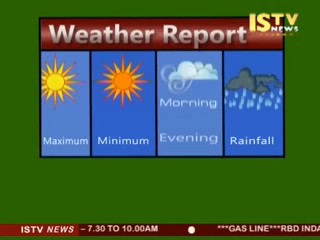 Weather Report
ISTV
NEWS
Morning
Maximum
Minimum
Evening
Rainfall
ISTV NEWS – 7.30 TO 10.00AM ***GAS LINE***RBD INDA